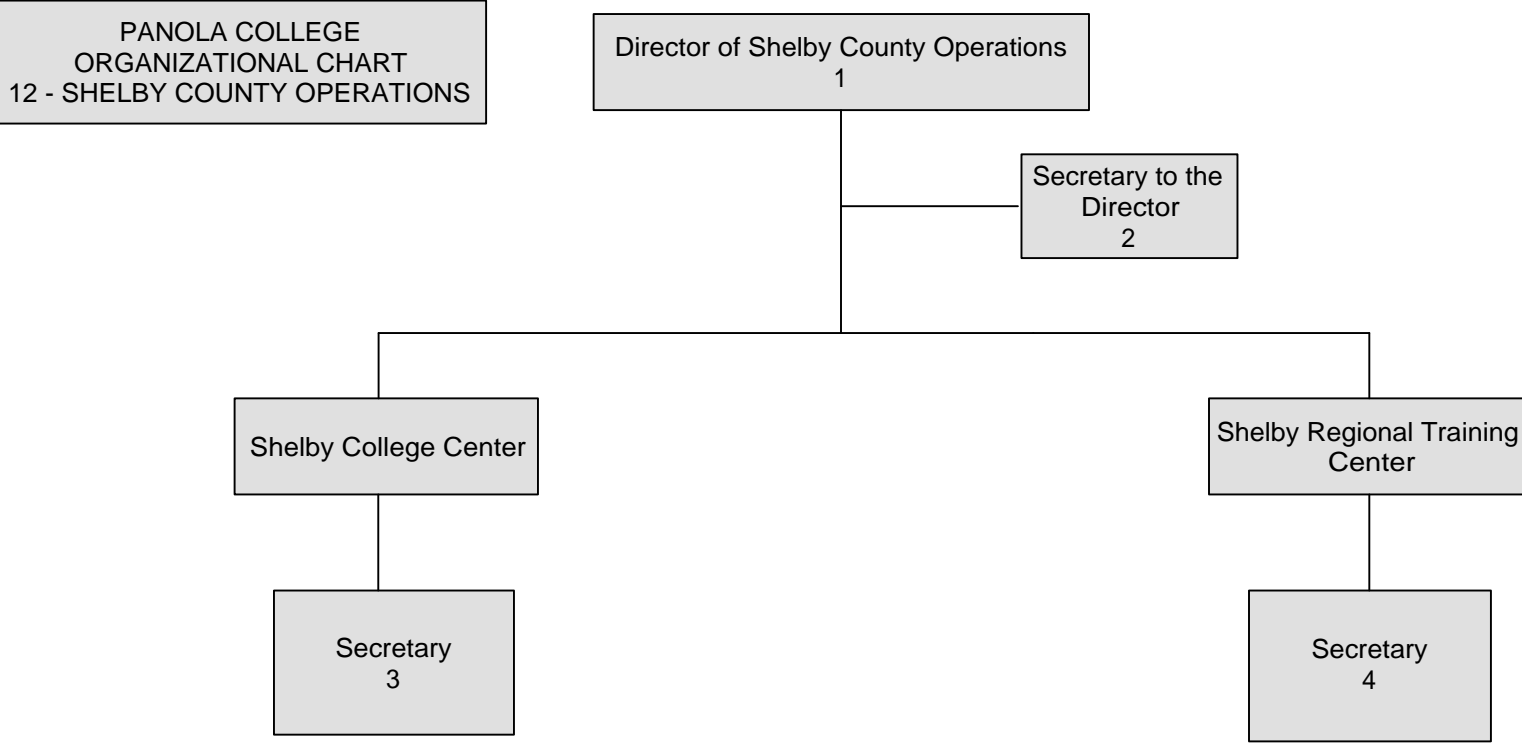 PANOLA COLLEGE
ORGANIZATIONAL CHART
12 - SHELBY COUNTY OPERATIONS
Director of Shelby County Operations
1
Secretary to the
Director
2
Shelby College Center
Shelby Regional Training
Center
Secretary
3
Secretary
4